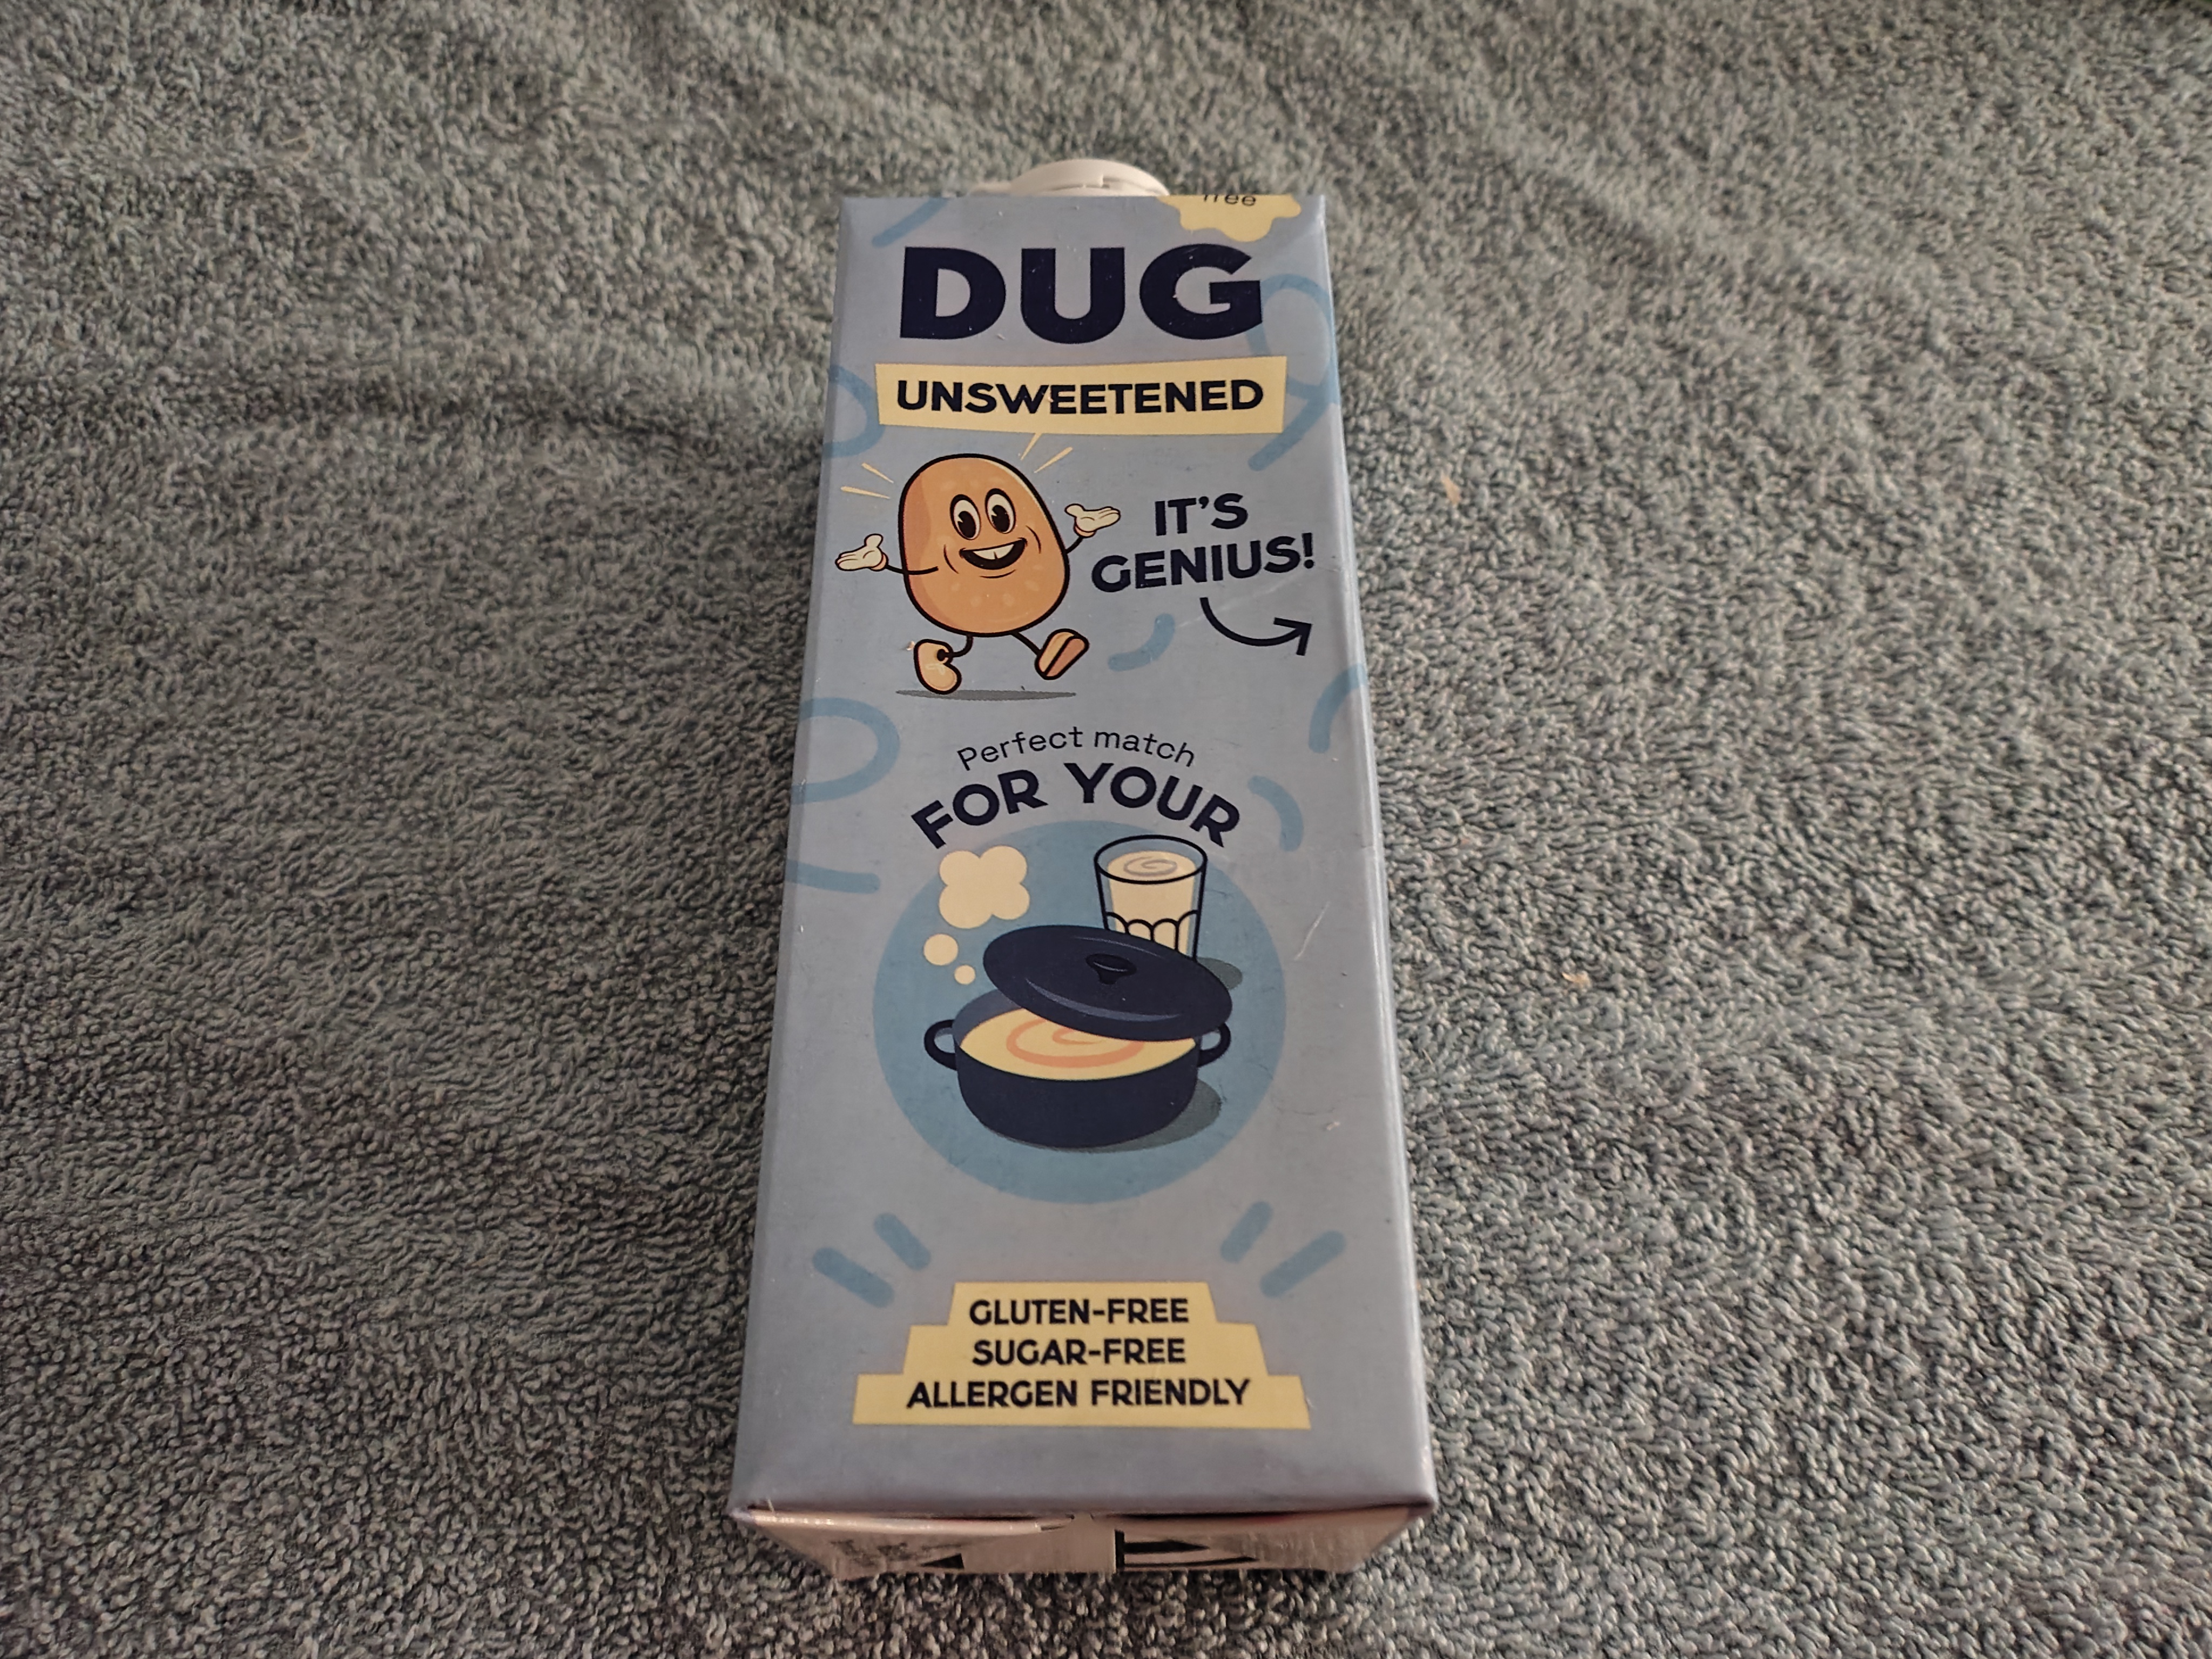 free
DUG
UNSWEETENED
IT'S
GENIUS!
Perfect match
FOR YOUR
GLUTEN-FREE
SUGAR-FREE
ALLERGEN FRIENDLY